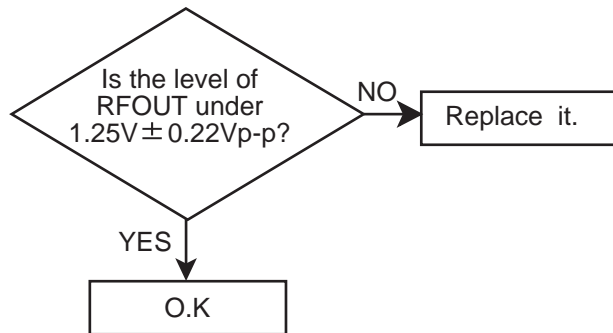 Is the level of
RFOUT under
1.25V±0.22Vp-p?
NO
Replace it.
YES
O.K